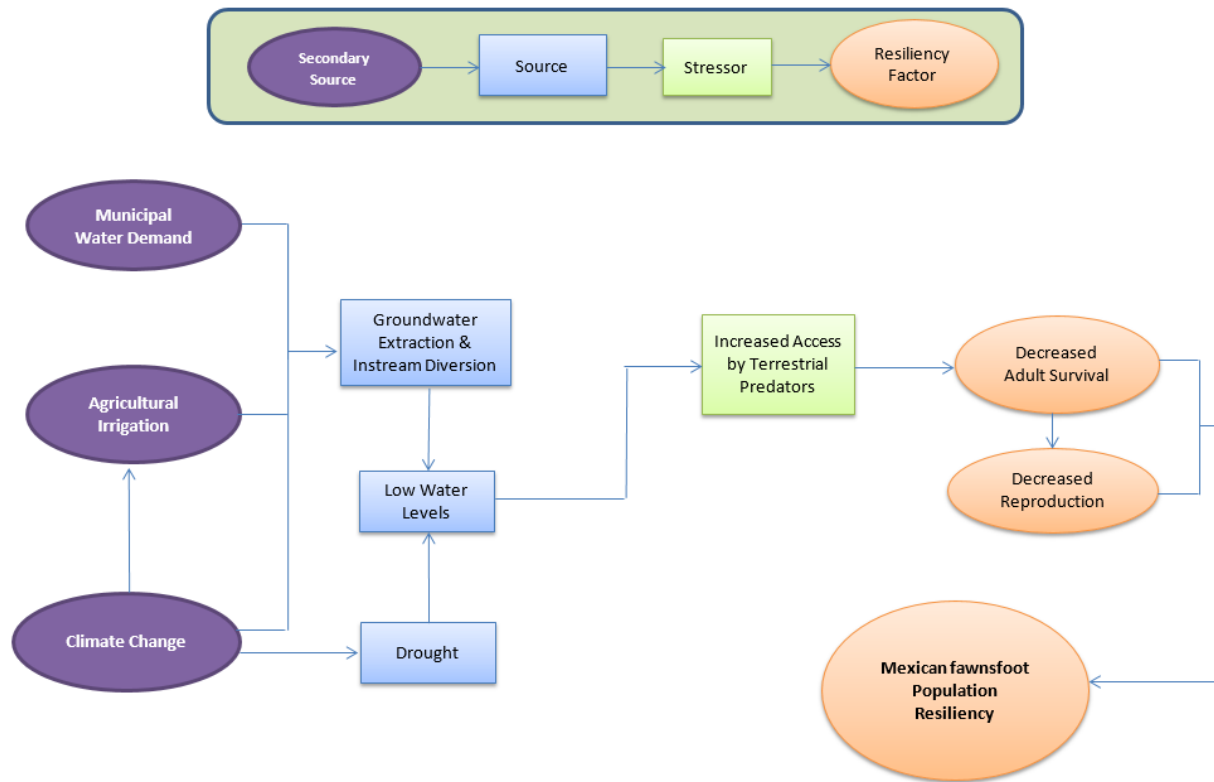 Secondary
Source
Source
Stressor
Resiliency
Factor
Municipal
Water Demand
Groundwater
Extraction &
Instream Diversion
Increased Access
by Terrestrial
Predators
Decreased
Adult Survival
Agricultural
Irrigation
Low Water
Levels
Decreased
Reproduction
Climate Change
Drought
Mexican fawnsfoot
Population
Resiliency